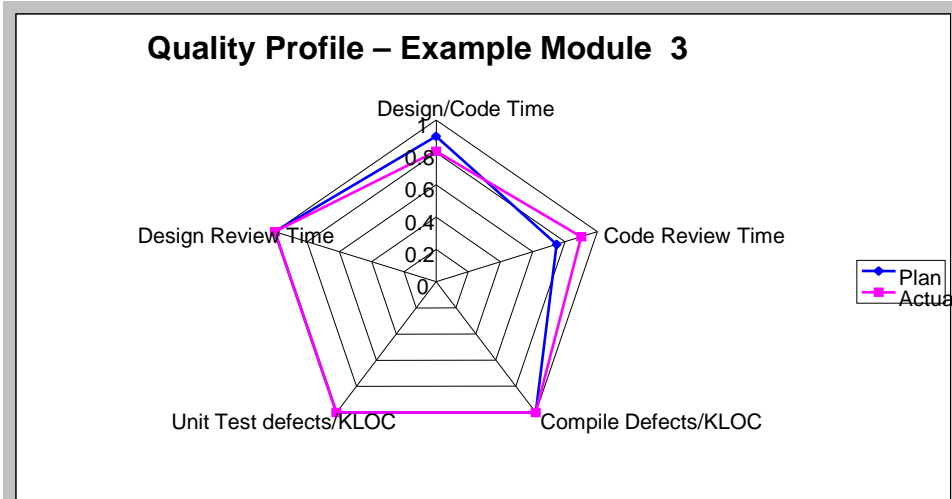 Quality Profile – Example Module 3
Design/Code Time
1
0.8
0.6
0.4
0.2
0
Design Review Time
Code Review Time
Unit Test defects/KLOC
Compile Defects/KLOC
Plan
Actua